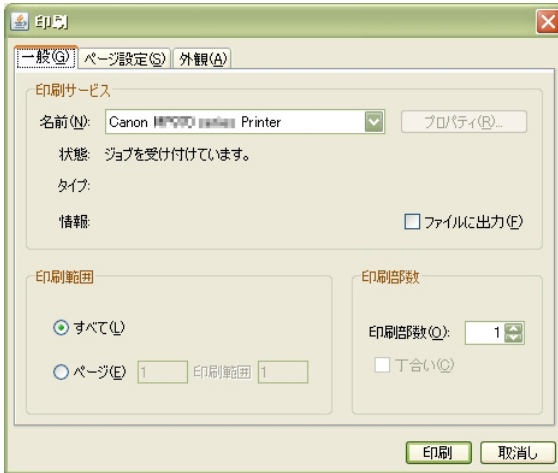 印刷
一般(G) ページ設定(S) 外観(A)
印刷サービス
名前(N): Canon Printer プロパティ(R)...
状態: ジョブを受け付けています。
タイプ:
情報: ファイルに出力(F)
印刷範囲 印刷部数
すべて(L) 印刷部数(O): 1
ページ(E) 1 印刷範囲 1 丁合い(C)
印刷 取消し